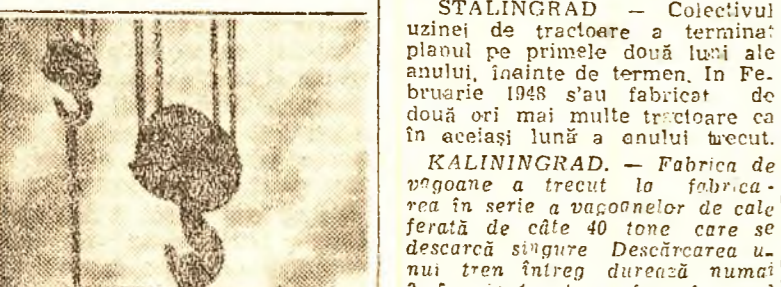 STALINGRAD — Colectivul
uzinei de tractoare a terminat
planul pe primele două luni ale
anului, înainte de termen. In Fe-
bruarie 1948 s'au fabricat de
două ori mai multe tractoare ca
în aceiași lună a anului trecut.
KALININGRAD. — Fabrica de
vagoane a trecut la fabrica-
rea în serie a vagoanelor de cale
ferată de câte 40 tone care se
descarcă singure Descărcarea u-
nui tren întreg durează numai